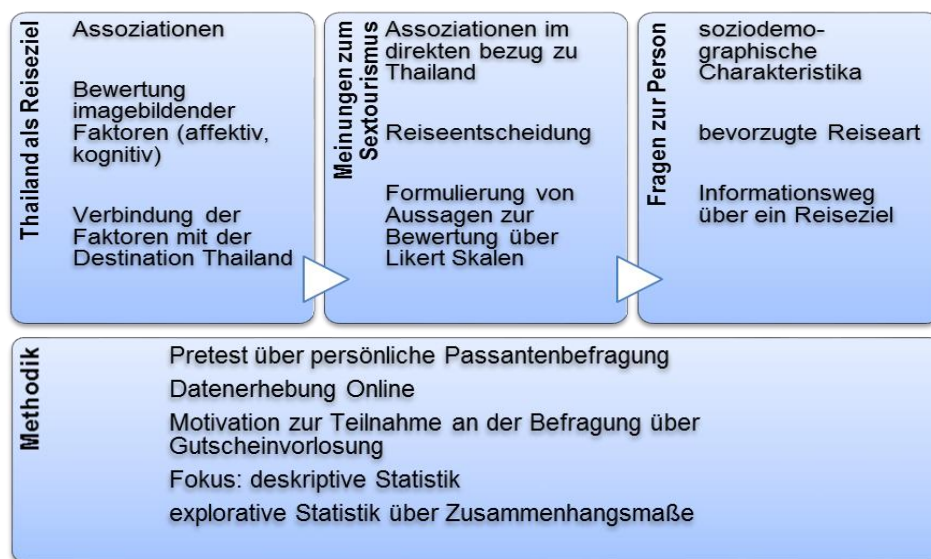 Thailand als Reiseziel
Assoziationen
Bewertung
imagebildender
Faktoren (affektiv,
kognitiv)
Verbindung der
Faktoren mit der
Destination Thailand
Meinungen zum
Sextourismus
Assoziationen im
direkten bezug zu
Thailand
Reiseentscheidung
Formulierung von
Aussagen zur
Bewertung über
Likert Skalen
Fragen zur Person
soziodemo-
graphische
Charakteristika
bevorzugte Reiseart
Informationsweg
über ein Reiseziel
Methodik
Pretest über persönliche Passantenbefragung
Datenerhebung Online
Motivation zur Teilnahme an der Befragung über
Gutscheinvorlosung
Fokus: deskriptive Statistik
explorative Statistik über Zusammenhangsmaße